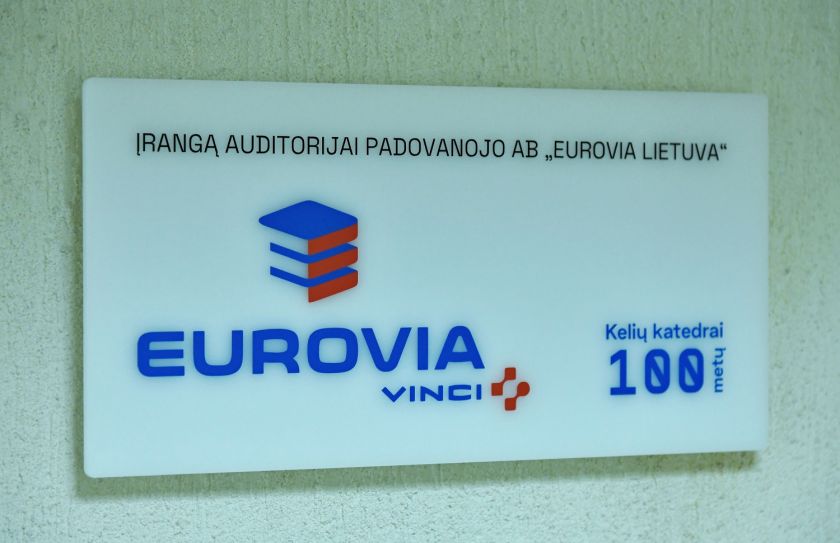 ĮRANGĄ AUDITORIJAI PADOVANOJO AB „EUROVIA LIETUVA“
EUROVIA
VINCI
Kelių katedrai
100
metų